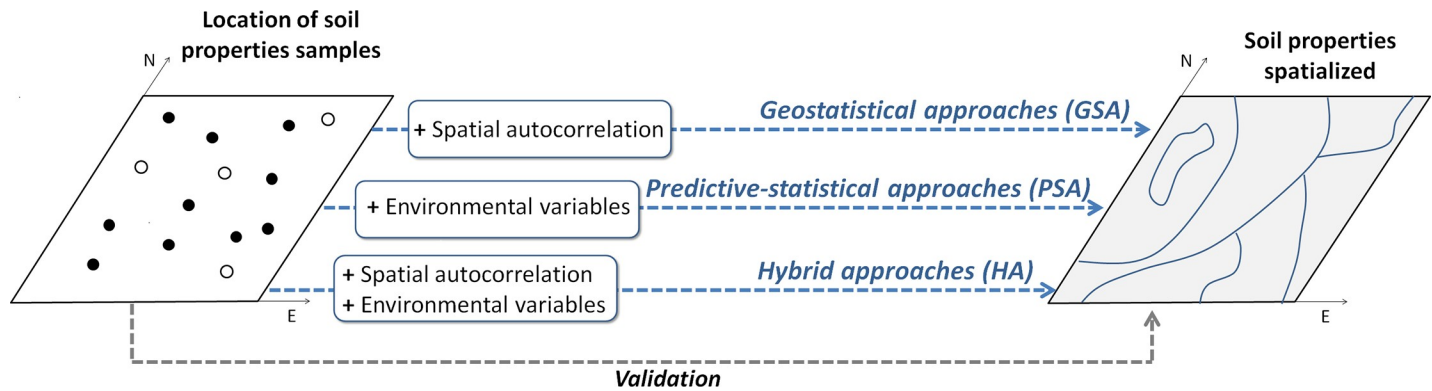 Location of soil
properties samples
N
E
+ Spatial autocorrelation
Geostatistical approaches (GSA)
+ Environmental variables
Predictive-statistical approaches (PSA)
+ Spatial autocorrelation
+ Environmental variables
Hybrid approaches (HA)
Validation
Soil properties
spatialized
N
E